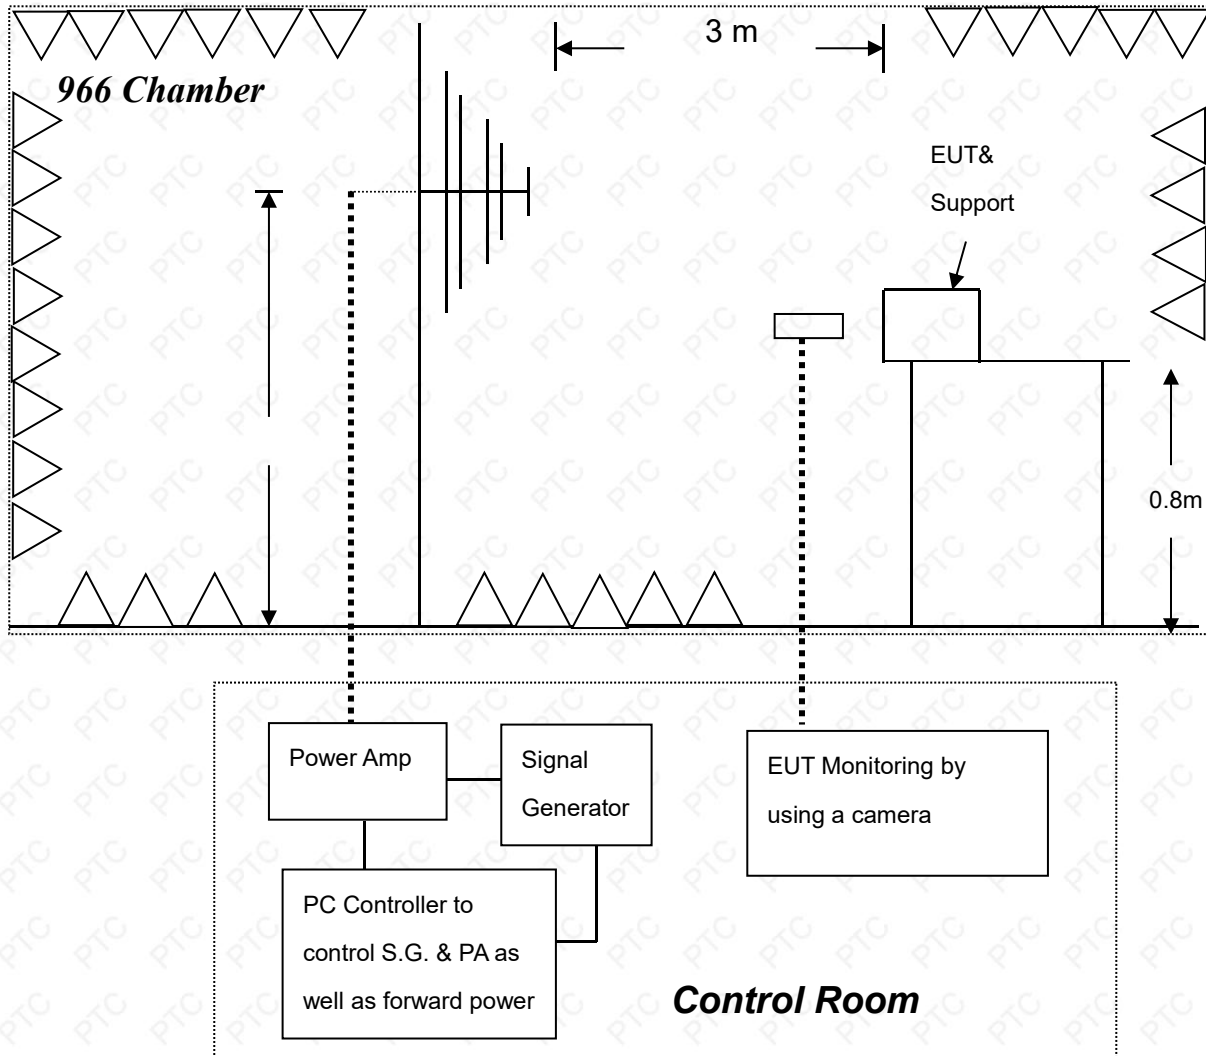 3 m
966 Chamber
EUT&
Support
0.8m
Power Amp
Signal
Generator
EUT Monitoring by
using a camera
PC Controller to
control S.G. & PA as
well as forward power
Control Room
PTC